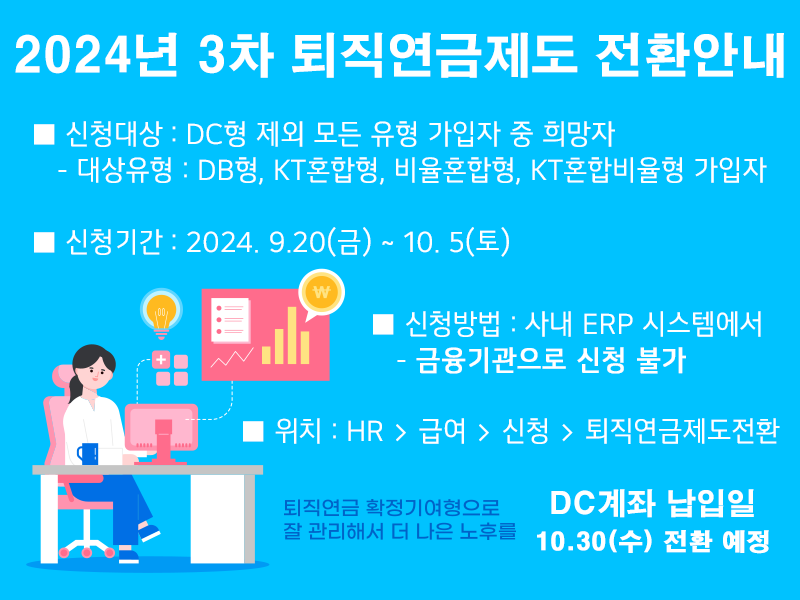 2024년 3차 퇴직연금제도 전환안내
■ 신청대상 : DC형 제외 모든 유형 가입자 중 희망자
- 대상유형 : DB형, KT혼합형, 비율혼합형, KT혼합비율형 가입자
■ 신청기간 : 2024. 9.20(금) ~ 10. 5(토)
₩
■ 신청방법 : 사내 ERP 시스템에서
- 금융기관으로 신청 불가
■ 위치 : HR > 급여 > 신청 > 퇴직연금제도전환
퇴직연금 확정기여형으로
잘 관리해서 더 나은 노후를
DC계좌 납입일
10.30(수) 전환 예정